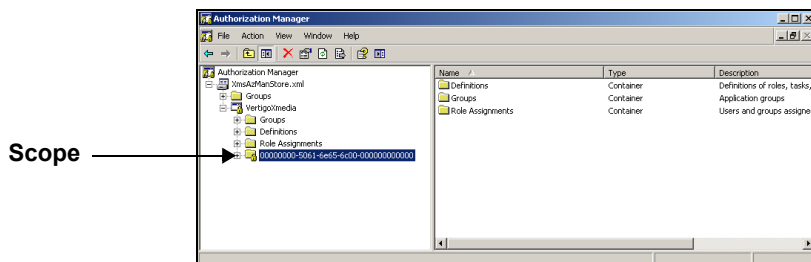 Authorization Manager
File Action View Window Help
Authorization Manager
XmsAzManStore.xml
Groups
VertigoXmedia
Groups
Definitions
Role Assignments
00000000-5061-6e65-6c00-000000000000
Name Type Description
Definitions Container Definitions of roles, tasks,
Groups Container Application groups
Role Assignments Container Users and groups assigne
Scope